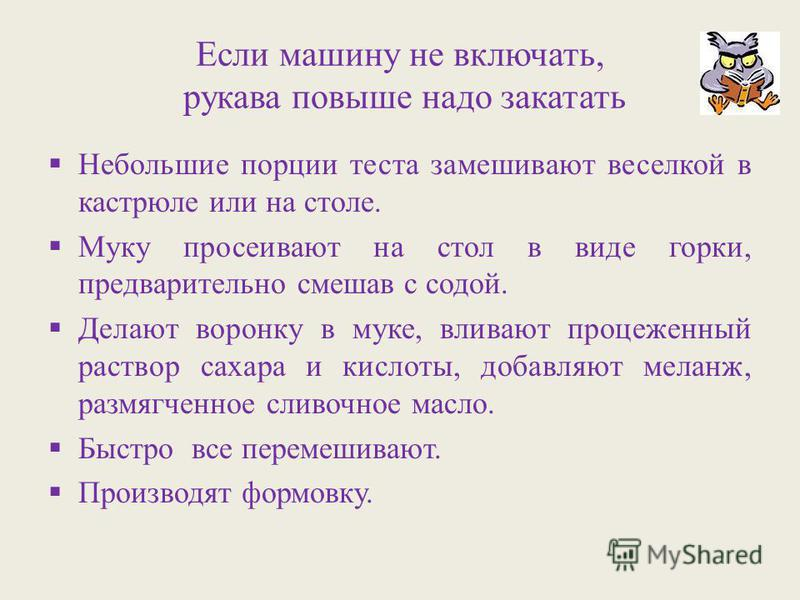 Если машину не включать,
рукава повыше надо закатать
▪ Небольшие порции теста замешивают веселкой в
кастрюле или на столе.
▪ Муку просеивают на стол в виде горки,
предварительно смешав с содой.
▪ Делают воронку в муке, вливают процеженный
раствор сахара и кислоты, добавляют меланж,
размягченное сливочное масло.
▪ Быстро все перемешивают.
▪ Производят формовку.
MyShared